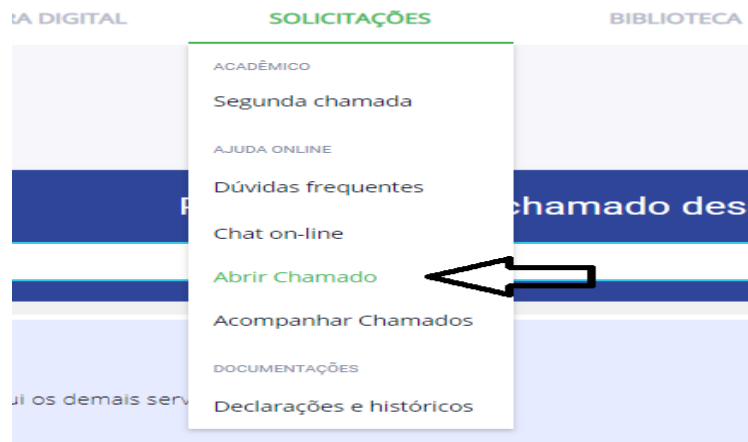 RA DIGITAL SOLICITAÇÕES BIBLIOTECA
ACADÊMICO
Segunda chamada
AJUDA ONLINE
Dúvidas frequentes
chamado des
Chat on-line
Abrir Chamado
Acompanhar Chamados
DOCUMENTAÇÕES
ui os demais serv
Declarações e históricos